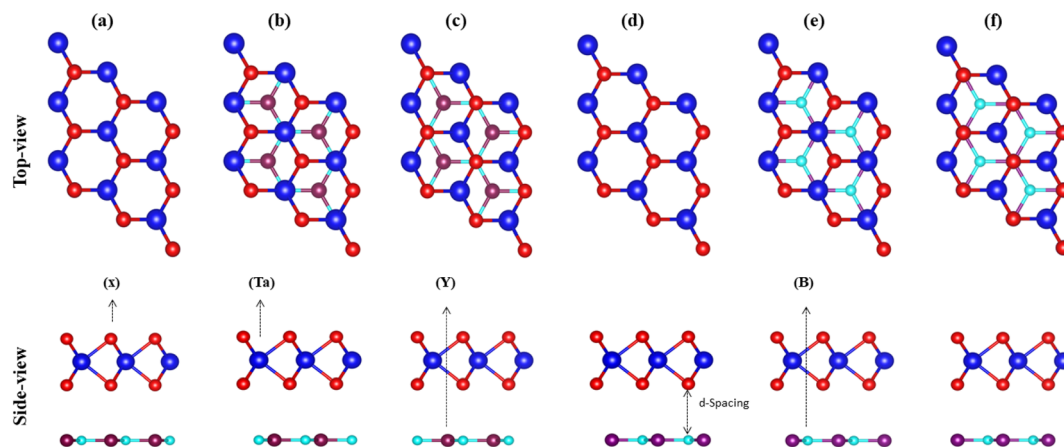 (a) (b) (c) (d) (e) (f)
Top-view
(x) (Ta) (Y) (B)
Side-view
d-Spacing